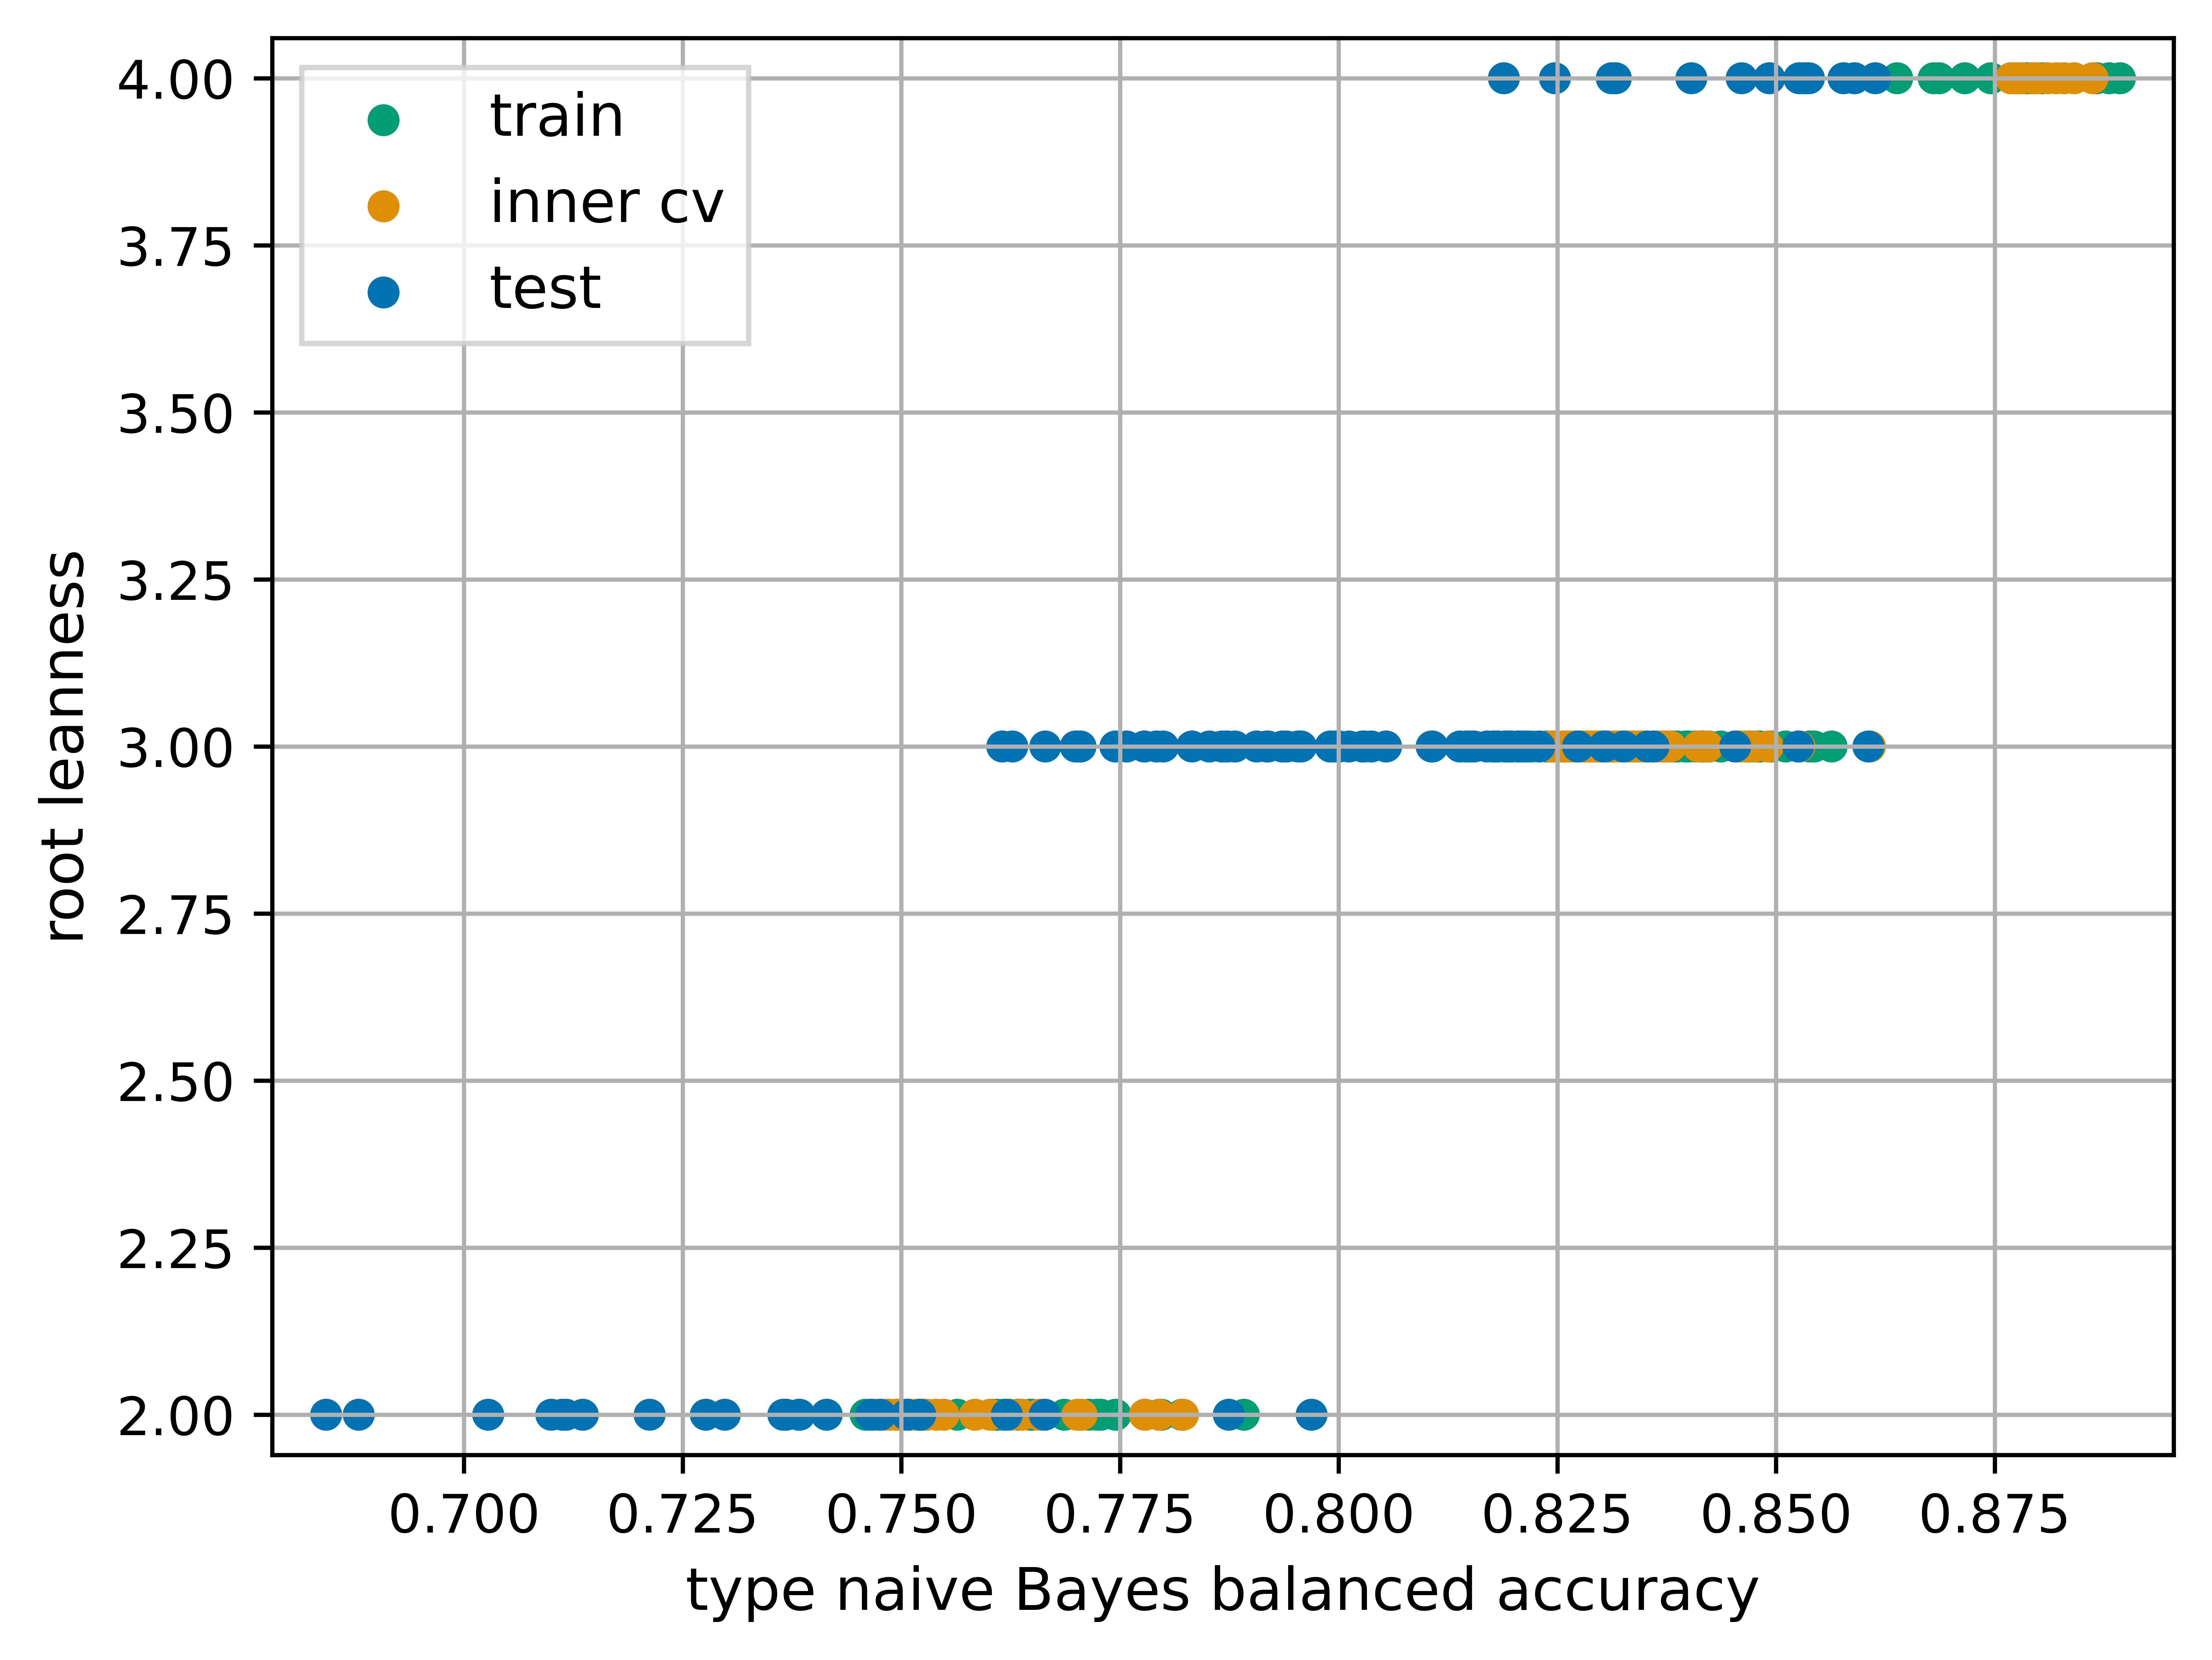 4.00
3.75
3.50
3.25
3.00
2.75
2.50
2.25
2.00
root leanness
train
inner cv
test
0.700 0.725 0.750 0.775 0.800 0.825 0.850 0.875
type naive Bayes balanced accuracy